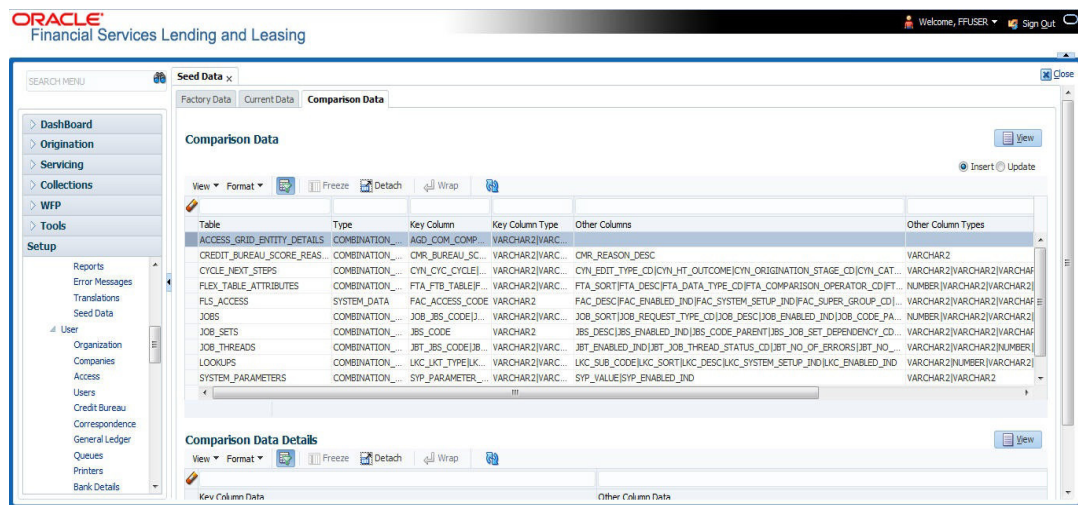 ORACLE
Financial Services Lending and Leasing
Welcome, FFUSER
Sign Out
SEARCH MENU
Seed Data x
Close
Factory Data Current Data Comparison Data
DashBoard
Origination
Servicing
Collections
WFP
Tools
Setup
Reports
Error Messages
Translations
Seed Data
User
Organization
Companies
Access
Users
Credit Bureau
Correspondence
General Ledger
Queues
Printers
Bank Details
Comparison Data
View
Insert Update
View Format Freeze Detach Wrap
Table Type Key Column Key Column Type Other Columns Other Column Types
ACCESS_GRID_ENTITY_DETAILS COMBINATION_... AGD_COM_COMP... VARCHAR2|VARC...
CREDIT_BUREAU_SCORE_REAS... COMBINATION_... CMR_BUREAU_SC... VARCHAR2|VARC... CMR_REASON_DESC VARCHAR2
CYCLE_NEXT_STEPS COMBINATION_... CYN_CYC_CYCLE|... VARCHAR2|VARC... CYN_EDIT_TYPE_CD|CYN_HT_OUTCOME|CYN_ORIGINATION_STAGE_CD|CYN_CAT... VARCHAR2|VARCHAR2|VARCHAR
FLEX_TABLE_ATTRIBUTES COMBINATION_... FTA_FTB_TABLE|F... VARCHAR2|VARC... FTA_SORT|FTA_DESC|FTA_DATA_TYPE_CD|FTA_COMPARISON_OPERATOR_CD|FT... NUMBER|VARCHAR2|VARCHAR2|
FLS_ACCESS SYSTEM_DATA FAC_ACCESS_CODE VARCHAR2 FAC_DESC|FAC_ENABLED_IND|FAC_SYSTEM_SETUP_IND|FAC_SUPER_GROUP_CD|... VARCHAR2|VARCHAR2|VARCHAR
JOBS COMBINATION_... JOB_JBS_CODE|J... VARCHAR2|VARC... JOB_SORT|JOB_REQUEST_TYPE_CD|JOB_DESC|JOB_ENABLED_IND|JOB_CODE_PA... NUMBER|VARCHAR2|VARCHAR2|
JOB_SETS COMBINATION_... JBS_CODE VARCHAR2 JBS_DESC|JBS_ENABLED_IND|JBS_CODE_PARENT|JBS_JOB_SET_DEPENDENCY_CD... VARCHAR2|VARCHAR2|VARCHAR
JOB_THREADS COMBINATION_... JBT_JBS_CODE|JB... VARCHAR2|VARC... JBT_ENABLED_IND|JBT_JOB_THREAD_STATUS_CD|JBT_NO_OF_ERRORS|JBT_NO_... VARCHAR2|VARCHAR2|NUMBER|
LOOKUPS COMBINATION_... LKC_LKT_TYPE|LK... VARCHAR2|VARC... LKC_SUB_CODE|LKC_SORT|LKC_DESC|LKC_SYSTEM_SETUP_IND|LKC_ENABLED_IND VARCHAR2|NUMBER|VARCHAR2|
SYSTEM_PARAMETERS COMBINATION_... SYP_PARAMETER_... VARCHAR2|VARC... SYP_VALUE|SYP_ENABLED_IND VARCHAR2|VARCHAR2
Comparison Data Details
View
View Format Freeze Detach Wrap
Key Column Data Other Column Data